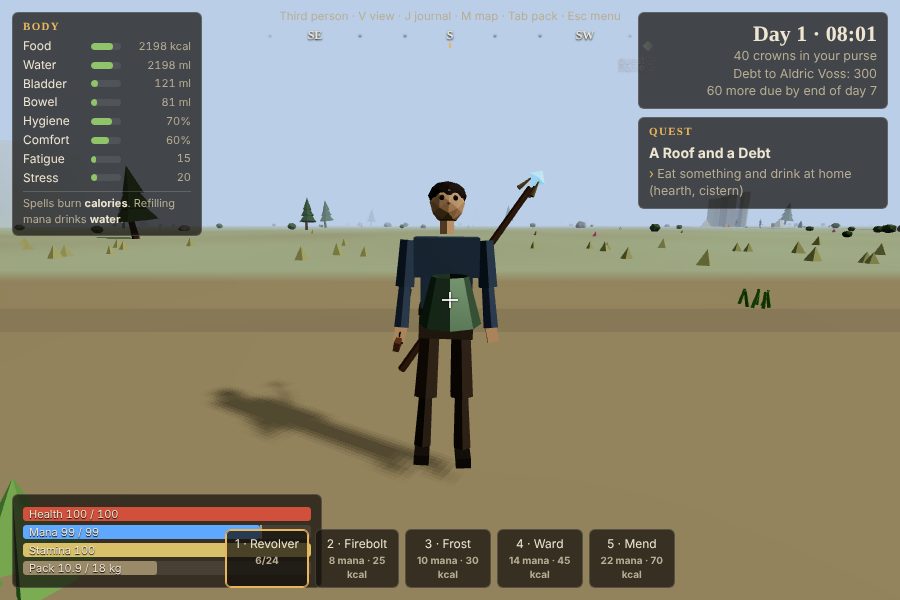 BODY
Food 2198 kcal
Water 2198 ml
Bladder 121 ml
Bowel 81 ml
Hygiene 70%
Comfort 60%
Fatigue 15
Stress 20
Spells burn calories. Refilling
mana drinks water.
Third person · V view · J journal · M map · Tab pack · Esc menu
SE S SW
Day 1 · 08:01
40 crowns in your purse
Debt to Aldric Voss: 300
60 more due by end of day 7
QUEST
A Roof and a Debt
› Eat something and drink at home
(hearth, cistern)
Health 100 / 100
Mana 99 / 99
Stamina 100
Pack 10.9 / 18 kg
1 · Revolver
6/24
2 · Firebolt
8 mana · 25
kcal
3 · Frost
10 mana · 30
kcal
4 · Ward
14 mana · 45
kcal
5 · Mend
22 mana · 70
kcal